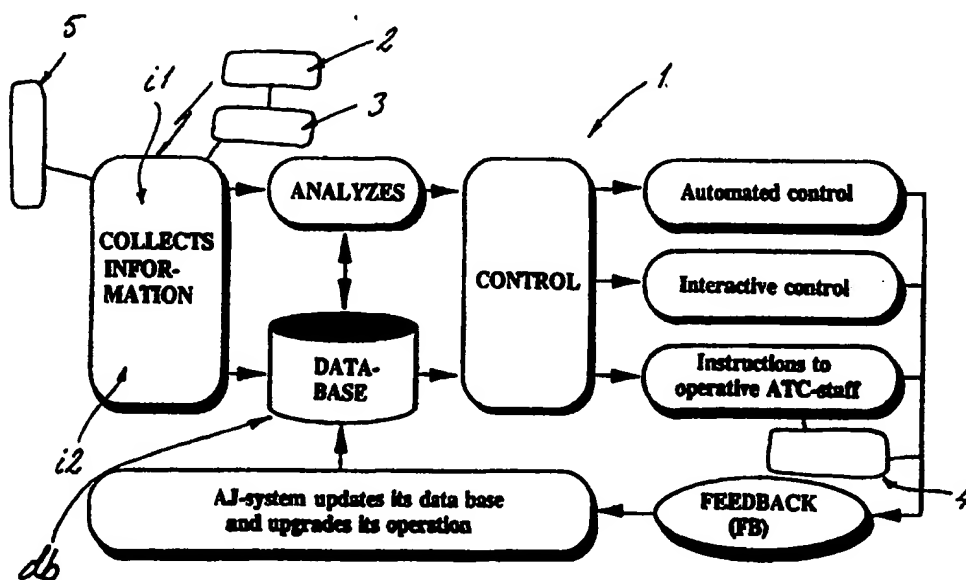 5
i1
2
3
1
COLLECTS
INFOR-
MATION
ANALYZES
CONTROL
Automated control
Interactive control
DATA-
BASE
Instructions to
operative ATC-staff
i2
AJ-system updates its data base
and upgrades its operation
FEEDBACK
(FB)
4
db